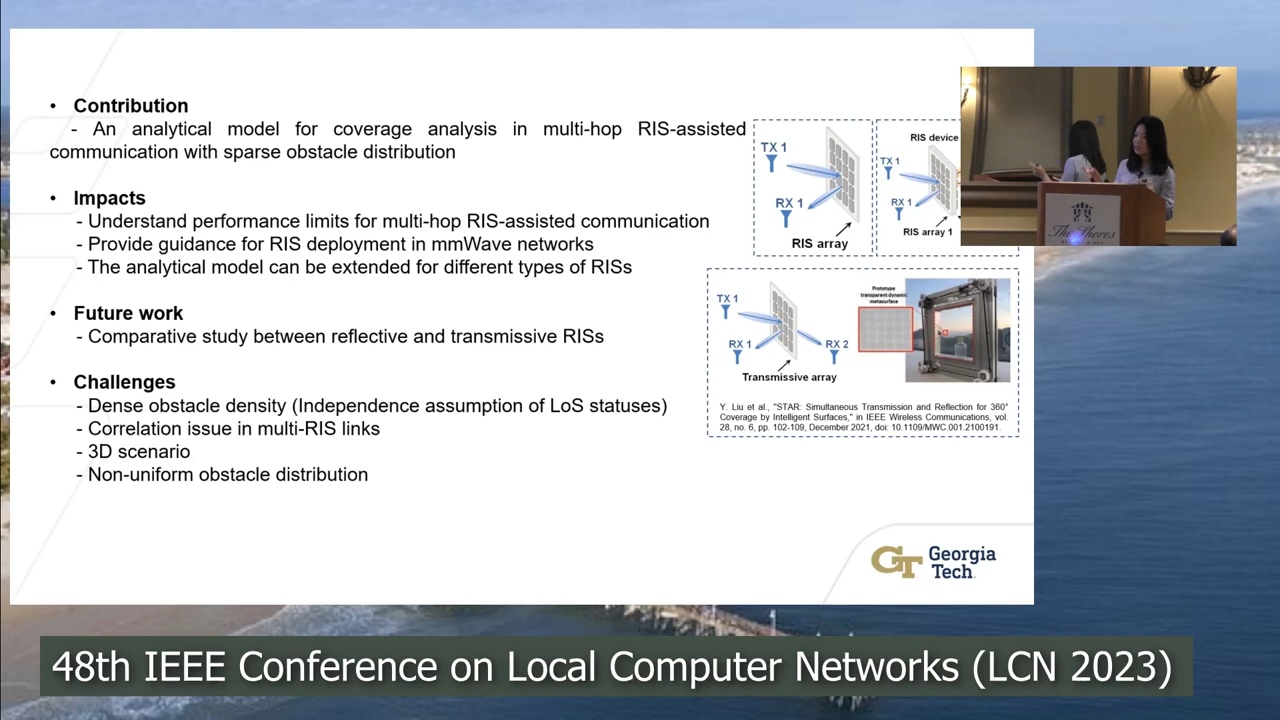 • Contribution
- An analytical model for coverage analysis in multi-hop RIS-assisted
communication with sparse obstacle distribution
• Impacts
- Understand performance limits for multi-hop RIS-assisted communication
- Provide guidance for RIS deployment in mmWave networks
- The analytical model can be extended for different types of RISs
• Future work
- Comparative study between reflective and transmissive RISs
• Challenges
- Dense obstacle density (Independence assumption of LoS statuses)
- Correlation issue in multi-RIS links
- 3D scenario
- Non-uniform obstacle distribution
TX 1
RX 1
RIS array
RIS device
TX 1
RX 1
RIS array 1
TX 1
RX 1
RX 2
Transmissive array
Prototype
transparent dynamic
metasurface
Y. Liu et al., "STAR: Simultaneous Transmission and Reflection for 360°
Coverage by Intelligent Surfaces," in IEEE Wireless Communications, vol.
28, no. 6, pp. 102-109, December 2021, doi: 10.1109/MWC.001.2100191.
The Shores
GT Georgia
Tech
48th IEEE Conference on Local Computer Networks (LCN 2023)